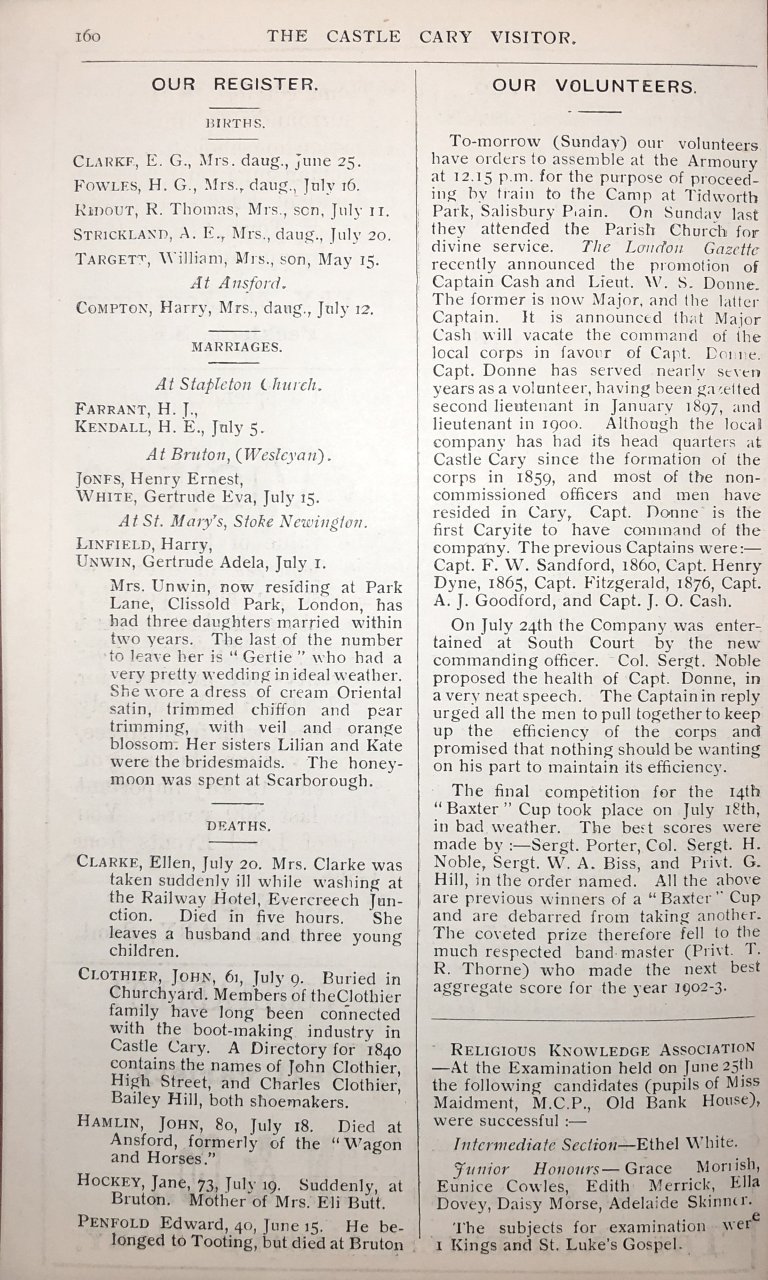 160
THE CASTLE CARY VISITOR.
OUR REGISTER.
BIRTHS.
CLARKE, E. G., Mrs. daug., June 25.
FOWLES, H. G., Mrs., daug., July 16.
RIDOUT, R. Thomas, Mrs., son, July 11.
STRICKLAND, A. E., Mrs., daug., July 20.
TARGETT, William, Mrs., son, May 15.
At Ansford.
COMPTON, Harry, Mrs., daug., July 12.
MARRIAGES.
At Stapleton Church.
FARRANT, H. J.,
KENDALL, H. E., July 5.
At Bruton, (Wesleyan).
JONES, Henry Ernest,
WHITE, Gertrude Eva, July 15.
At St. Mary's, Stoke Newington.
LINFIELD, Harry,
UNWIN, Gertrude Adela, July 1.
Mrs. Unwin, now residing at Park
Lane, Clissold Park, London, has
had three daughters married within
two years. The last of the number
to leave her is "Gertie" who had a
very pretty wedding in ideal weather.
She wore a dress of cream Oriental
satin, trimmed chiffon and pear
trimming, with veil and orange
blossom. Her sisters Lilian and Kate
were the bridesmaids. The honey-
moon was spent at Scarborough.
DEATHS.
CLARKE, Ellen, July 20. Mrs. Clarke was
taken suddenly ill while washing at
the Railway Hotel, Evercreech Jun-
ction. Died in five hours. She
leaves a husband and three young
children.
CLOTHIER, JOHN, 61, July 9. Buried in
Churchyard. Members of theClothier
family have long been connected
with the boot-making industry in
Castle Cary. A Directory for 1840
contains the names of John Clothier,
High Street, and Charles Clothier,
Bailey Hill, both shoemakers.
HAMLIN, JOHN, 80, July 18. Died at
Ansford, formerly of the "Wagon
and Horses."
HOCKEY, Jane, 73, July 19. Suddenly, at
Bruton. Mother of Mrs. Eli Butt.
PENFOLD Edward, 40, June 15. He be-
longed to Tooting, but died at Bruton
OUR VOLUNTEERS.
To-morrow (Sunday) our volunteers
have orders to assemble at the Armoury
at 12.15 p.m. for the purpose of proceed-
ing by train to the Camp at Tidworth
Park, Salisbury Plain. On Sunday last
they attended the Parish Church for
divine service. The London Gazette
recently announced the promotion of
Captain Cash and Lieut. W. S. Donne.
The former is now Major, and the latter
Captain. It is announced that Major
Cash will vacate the command of the
local corps in favour of Capt. Donne.
Capt. Donne has served nearly seven
years as a volunteer, having been gazetted
second lieutenant in January 1897, and
lieutenant in 1900. Although the local
company has had its head quarters at
Castle Cary since the formation of the
corps in 1859, and most of the non-
commissioned officers and men have
resided in Cary, Capt. Donne is the
first Caryite to have command of the
company. The previous Captains were:—
Capt. F. W. Sandford, 1860, Capt. Henry
Dyne, 1865, Capt. Fitzgerald, 1876, Capt.
A. J. Goodford, and Capt. J. O. Cash.
On July 24th the Company was enter-
tained at South Court by the new
commanding officer. Col. Sergt. Noble
proposed the health of Capt. Donne, in
a very neat speech. The Captain in reply
urged all the men to pull together to keep
up the efficiency of the corps and
promised that nothing should be wanting
on his part to maintain its efficiency.
The final competition for the 14th
"Baxter" Cup took place on July 18th,
in bad weather. The best scores were
made by :—Sergt. Porter, Col. Sergt. H.
Noble, Sergt. W. A. Biss, and Privt. G.
Hill, in the order named. All the above
are previous winners of a "Baxter" Cup
and are debarred from taking another.
The coveted prize therefore fell to the
much respected band-master (Privt. T.
R. Thorne) who made the next best
aggregate score for the year 1902-3.
RELIGIOUS KNOWLEDGE ASSOCIATION
—At the Examination held on June 25th
the following candidates (pupils of Miss
Maidment, M.C.P., Old Bank House),
were successful :—
Intermediate Section—Ethel White.
Junior Honours—Grace Morrish,
Eunice Cowles, Edith Merrick, Ella
Dovey, Daisy Morse, Adelaide Skinner.
The subjects for examination were
1 Kings and St. Luke's Gospel.